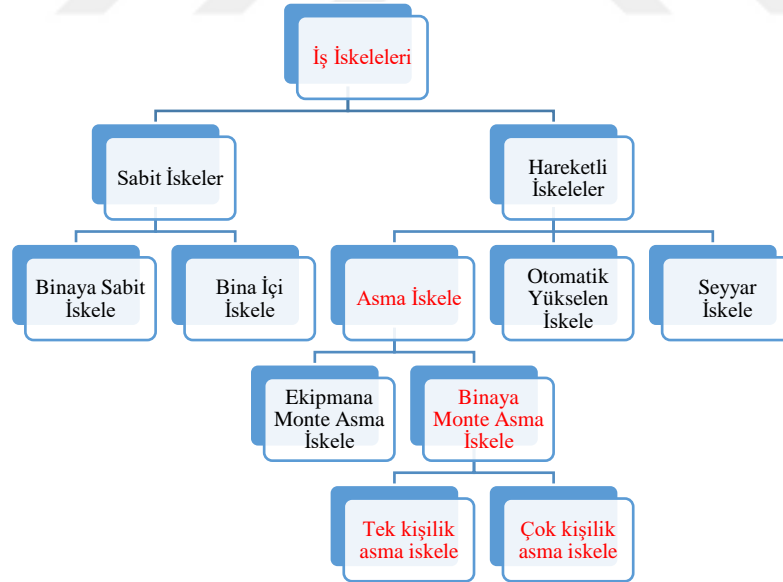 İş İskeleleri
Sabit İskeler
Hareketli
İskeleler
Binaya Sabit
İskele
Bina İçi
İskele
Asma İskele
Otomatik
Yükselen
İskele
Seyyar
İskele
Ekipmana
Monte Asma
İskele
Binaya
Monte Asma
İskele
Tek kişilik
asma iskele
Çok kişilik
asma iskele